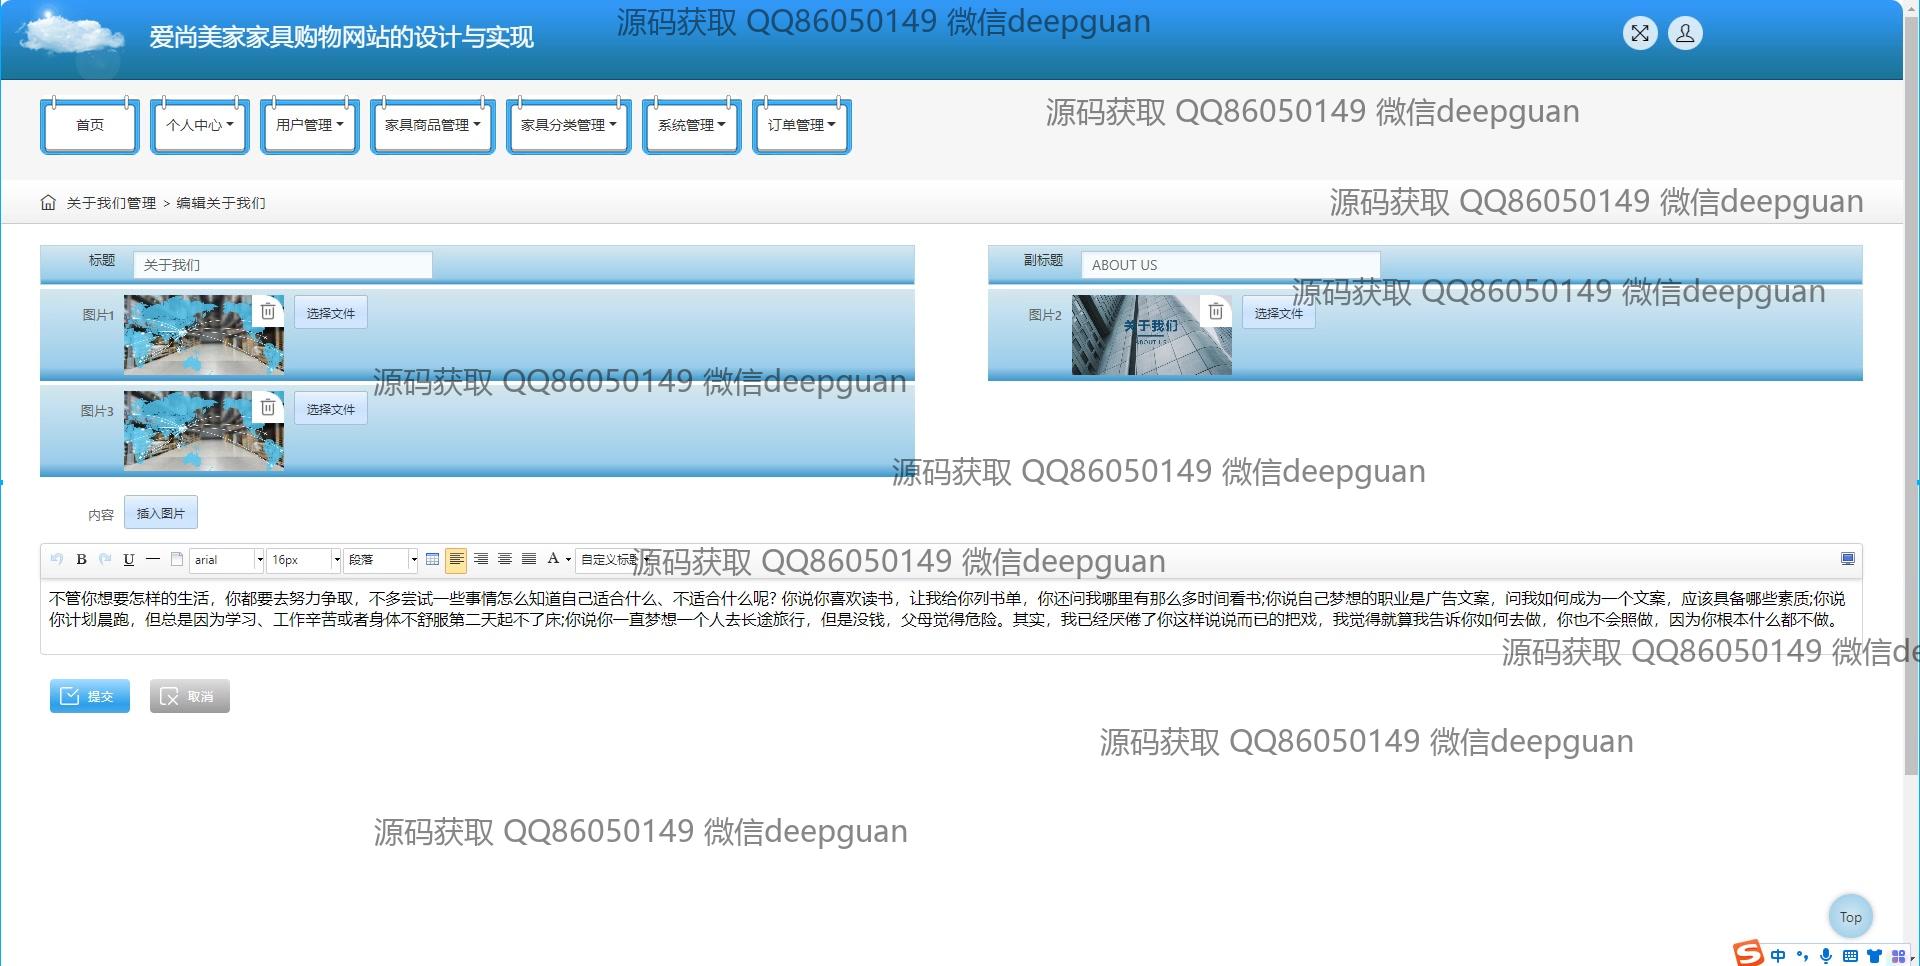 爱尚美家家具购物网站的设计与实现
源码获取 QQ86050149 微信deepguan
首页
个人中心
用户管理
家具商品管理
家具分类管理
系统管理
订单管理
源码获取 QQ86050149 微信deepguan
关于我们管理 > 编辑关于我们
源码获取 QQ86050149 微信deepguan
标题
关于我们
副标题
ABOUT US
源码获取 QQ86050149 微信deepguan
图片1
选择文件
图片2
关于我们
ABOUT US
选择文件
源码获取 QQ86050149 微信deepguan
图片3
选择文件
源码获取 QQ86050149 微信deepguan
内容
插入图片
B U arial 16px 段落 A 自定义标题
源码获取 QQ86050149 微信deepguan
不管你想要怎样的生活，你都要去努力争取，不多尝试一些事情怎么知道自己适合什么、不适合什么呢? 你说你喜欢读书，让我给你列书单，你还问我哪里有那么多时间看书;你说自己梦想的职业是广告文案，问我如何成为一个文案，应该具备哪些素质;你说
你计划晨跑，但总是因为学习、工作辛苦或者身体不舒服第二天起不了床;你说你一直梦想一个人去长途旅行，但是没钱，父母觉得危险。其实，我已经厌倦了你这样说说而已的把戏，我觉得就算我告诉你如何去做，你也不会照做，因为你根本什么都不做。
源码获取 QQ86050149 微信de
提交
取消
源码获取 QQ86050149 微信deepguan
源码获取 QQ86050149 微信deepguan
Top
中